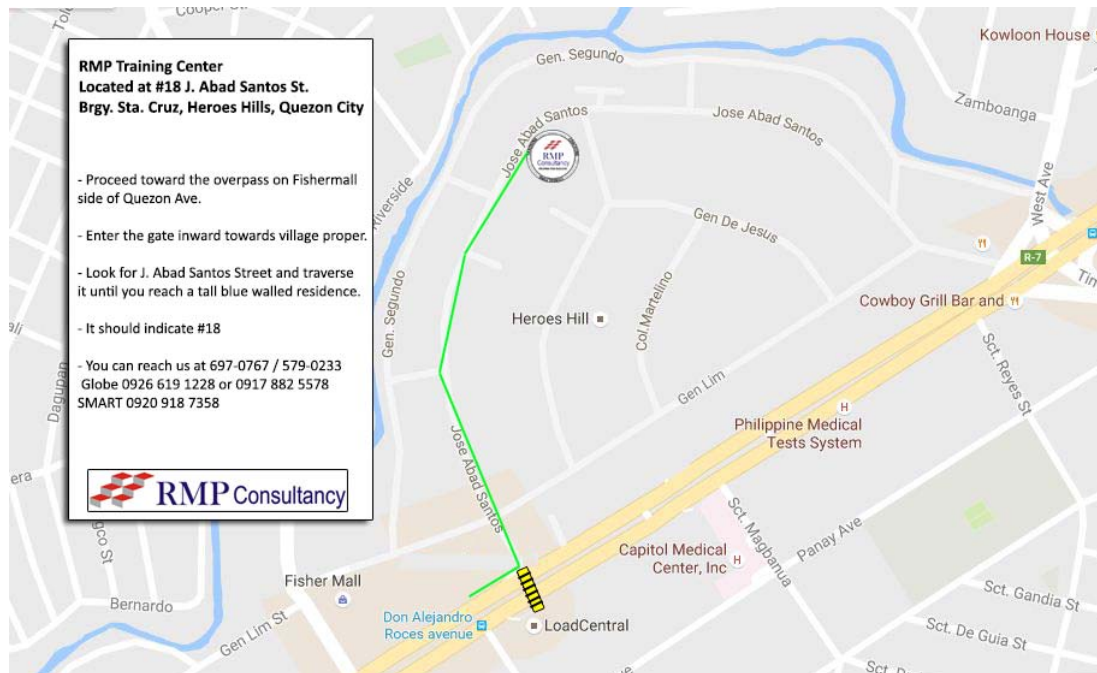 RMP Training Center
Located at #18 J. Abad Santos St.
Brgy. Sta. Cruz, Heroes Hills, Quezon City
- Proceed toward the overpass on Fishermall
side of Quezon Ave.
- Enter the gate inward towards village proper.
- Look for J. Abad Santos Street and traverse
it until you reach a tall blue walled residence.
- It should indicate #18
- You can reach us at 697-0767 / 579-0233
Globe 0926 619 1228 or 0917 882 5578
SMART 0920 918 7358
RMP Consultancy
Kowloon House
Gen. Segundo
Zamboanga
Jose Abad Santos
Jose Abad Santos
RMP
Consultancy
Riverside
West Ave
Gen De Jesus
R-7
Gen. Segundo
Heroes Hill
Col.Martelino
Cowboy Grill Bar and
Dagupan
Gen Lim
Sct. Reyes St
Philippine Medical
Tests System
H
Jose Abad Santos
Sct. Magbanua
Panay Ave
Capitol Medical
Center, Inc
H
Fisher Mall
Bernardo
Gen Lim St
Don Alejandro
Roces avenue
LoadCentral
Sct. Gandia St
Sct. De Guia St